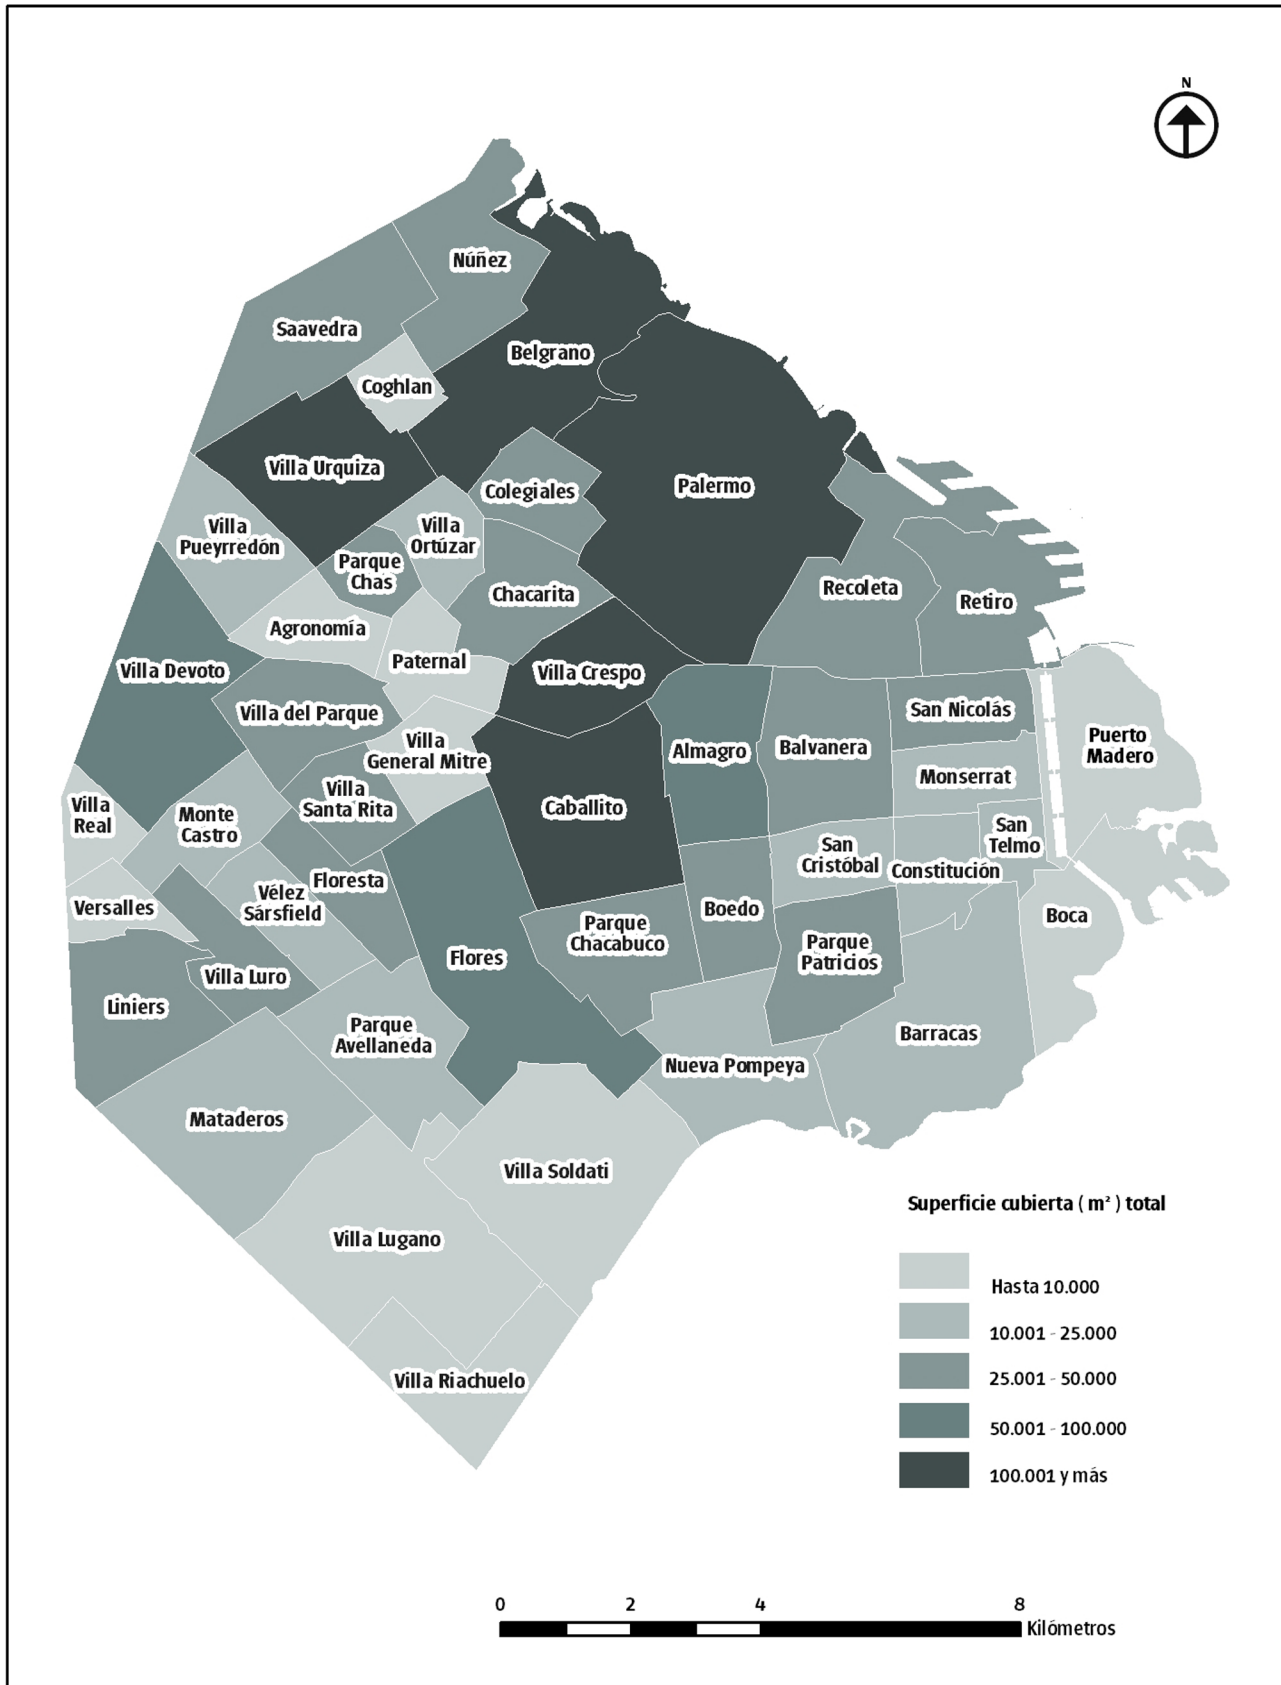 N
Núñez
Saavedra
Belgrano
Coghlan
Villa Urquiza
Palermo
Colegiales
Villa
Pueyrredón
Villa
Ortúzar
Parque
Chas
Chacarita
Recoleta
Retiro
Agronomía
Paternal
Villa Devoto
Villa Crespo
Villa del Parque
San Nicolás
Villa
General Mitre
Almagro
Balvanera
Puerto
Madero
Monserrat
Villa
Santa Rita
Caballito
Villa
Real
Monte
Castro
San
Telmo
San
Cristóbal
Constitución
Floresta
Vélez
Sársfield
Versalles
Boedo
Boca
Parque
Chacabuco
Parque
Patricios
Flores
Villa Luro
Liniers
Parque
Avellaneda
Barracas
Nueva Pompeya
Mataderos
Villa Soldati
Villa Lugano
Villa Riachuelo
Superficie cubierta ( m² ) total
Hasta 10.000
10.001 - 25.000
25.001 - 50.000
50.001 - 100.000
100.001 y más
0 2 4 8
Kilómetros